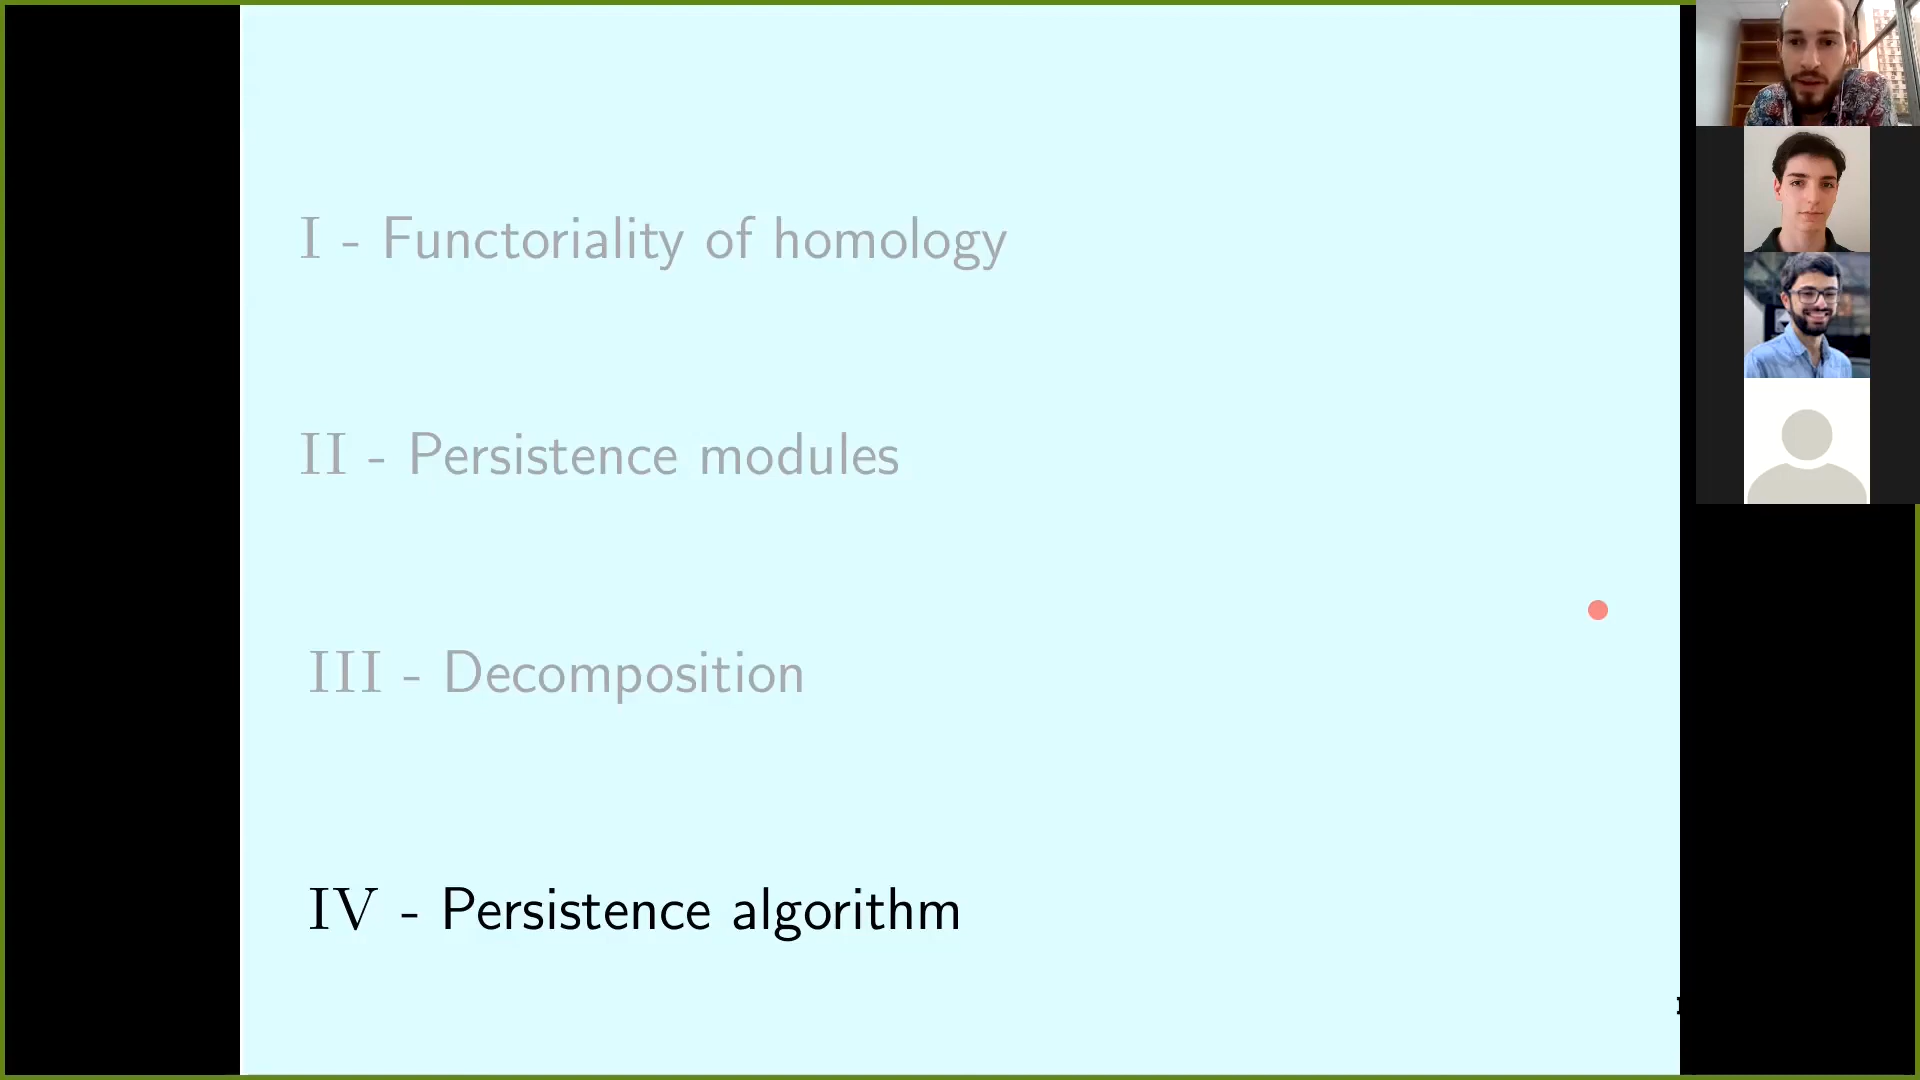 I - Functoriality of homology
II - Persistence modules
III - Decomposition
IV - Persistence algorithm